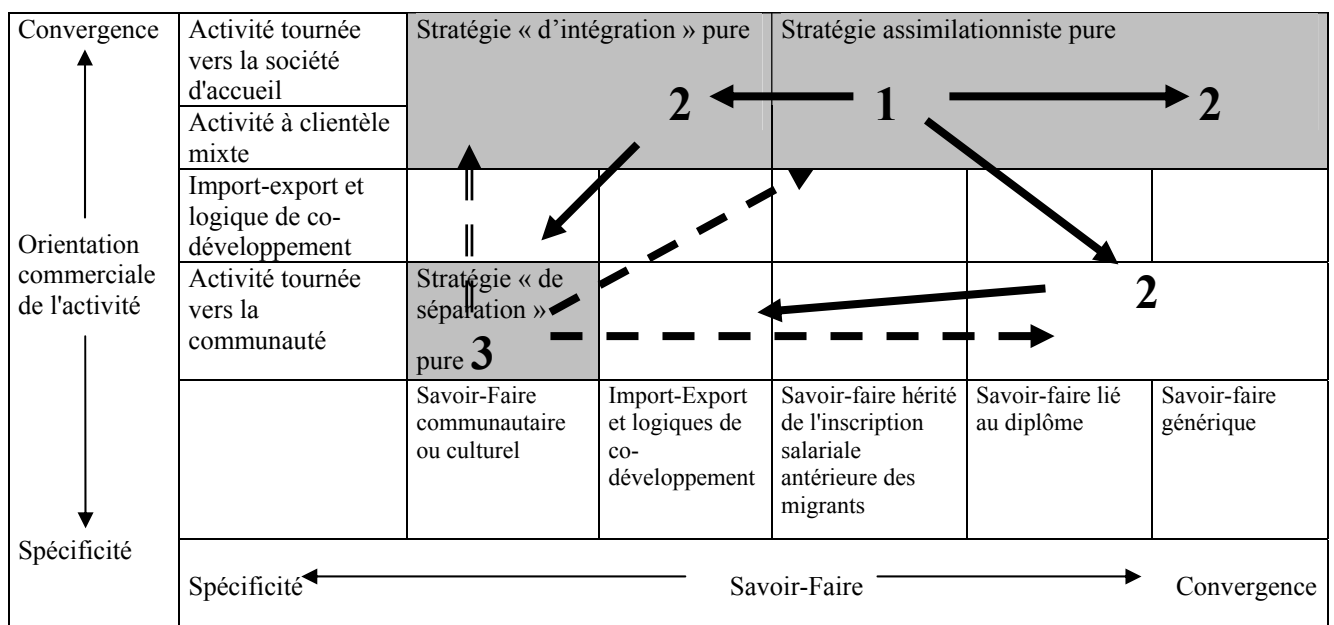 Convergence
Orientation
commerciale
de l'activité
Spécificité
Activité tournée
vers la société
d'accueil
Stratégie « d'intégration » pure
Stratégie assimilationniste pure
2
1
2
Activité à clientèle
mixte
Import-export et
logique de co-
développement
Activité tournée
vers la
communauté
Stratégie « de
séparation »
pure 3
2
Savoir-Faire
communautaire
ou culturel
Import-Export
et logiques de
co-
développement
Savoir-faire hérité
de l'inscription
salariale
antérieure des
migrants
Savoir-faire lié
au diplôme
Savoir-faire
générique
Spécificité
Savoir-Faire
Convergence